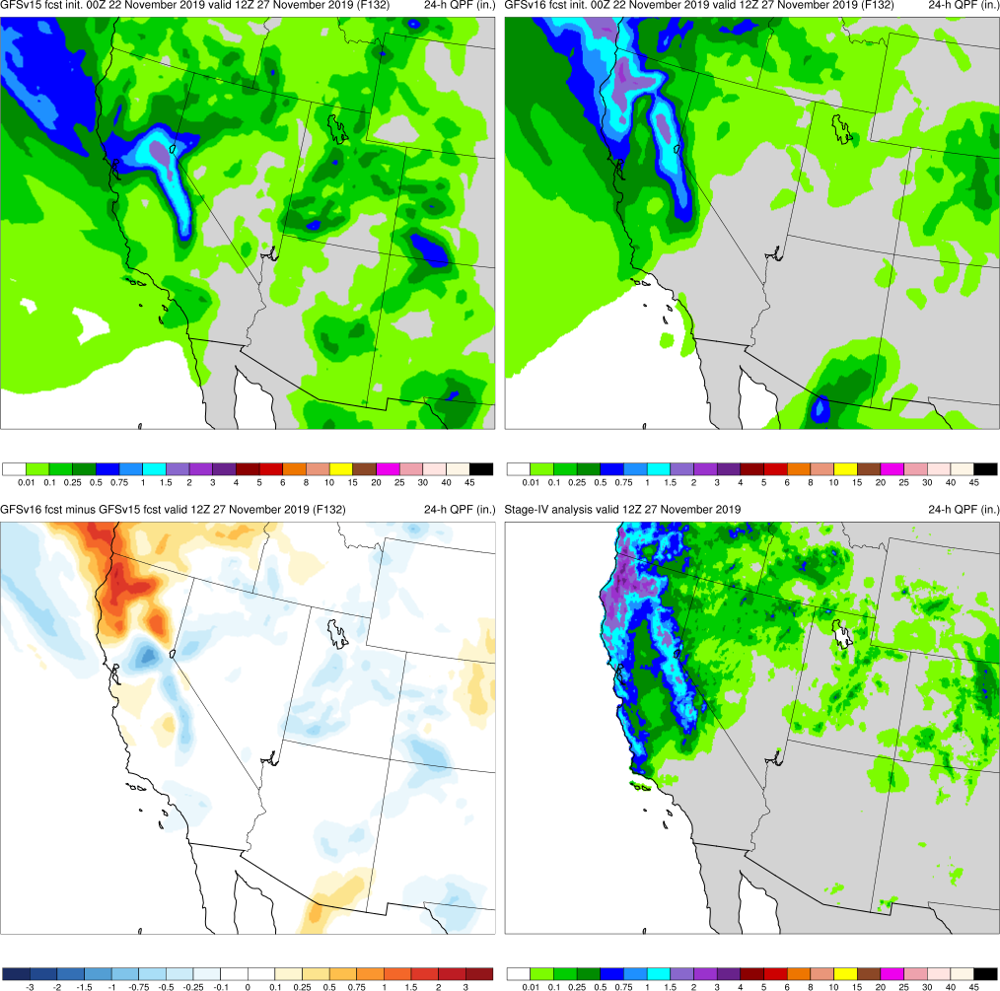 GFSv15 fcst init. 00Z 22 November 2019 valid 12Z 27 November 2019 (F132) 24-h QPF (in.)
0.01 0.1 0.25 0.5 0.75 1 1.5 2 3 4 5 6 8 10 15 20 25 30 40 45
GFSv16 fcst init. 00Z 22 November 2019 valid 12Z 27 November 2019 (F132) 24-h QPF (in.)
0.01 0.1 0.25 0.5 0.75 1 1.5 2 3 4 5 6 8 10 15 20 25 30 40 45
GFSv16 fcst minus GFSv15 fcst valid 12Z 27 November 2019 (F132) 24-h QPF (in.)
-3 -2 -1.5 -1 -0.75 -0.5 -0.25 -0.1 0 0.1 0.25 0.5 0.75 1 1.5 2 3
Stage-IV analysis valid 12Z 27 November 2019 24-h QPF (in.)
0.01 0.1 0.25 0.5 0.75 1 1.5 2 3 4 5 6 8 10 15 20 25 30 40 45